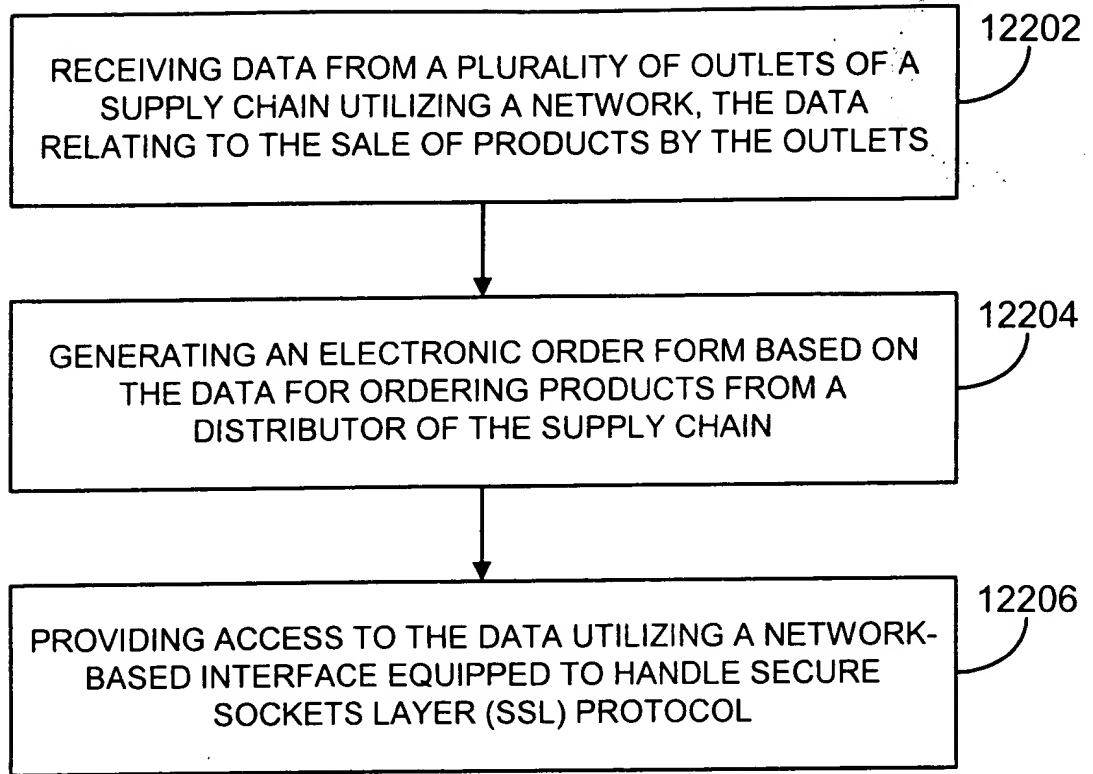 12202
RECEIVING DATA FROM A PLURALITY OF OUTLETS OF A
SUPPLY CHAIN UTILIZING A NETWORK, THE DATA
RELATING TO THE SALE OF PRODUCTS BY THE OUTLETS
12204
GENERATING AN ELECTRONIC ORDER FORM BASED ON
THE DATA FOR ORDERING PRODUCTS FROM A
DISTRIBUTOR OF THE SUPPLY CHAIN
12206
PROVIDING ACCESS TO THE DATA UTILIZING A NETWORK-
BASED INTERFACE EQUIPPED TO HANDLE SECURE
SOCKETS LAYER (SSL) PROTOCOL